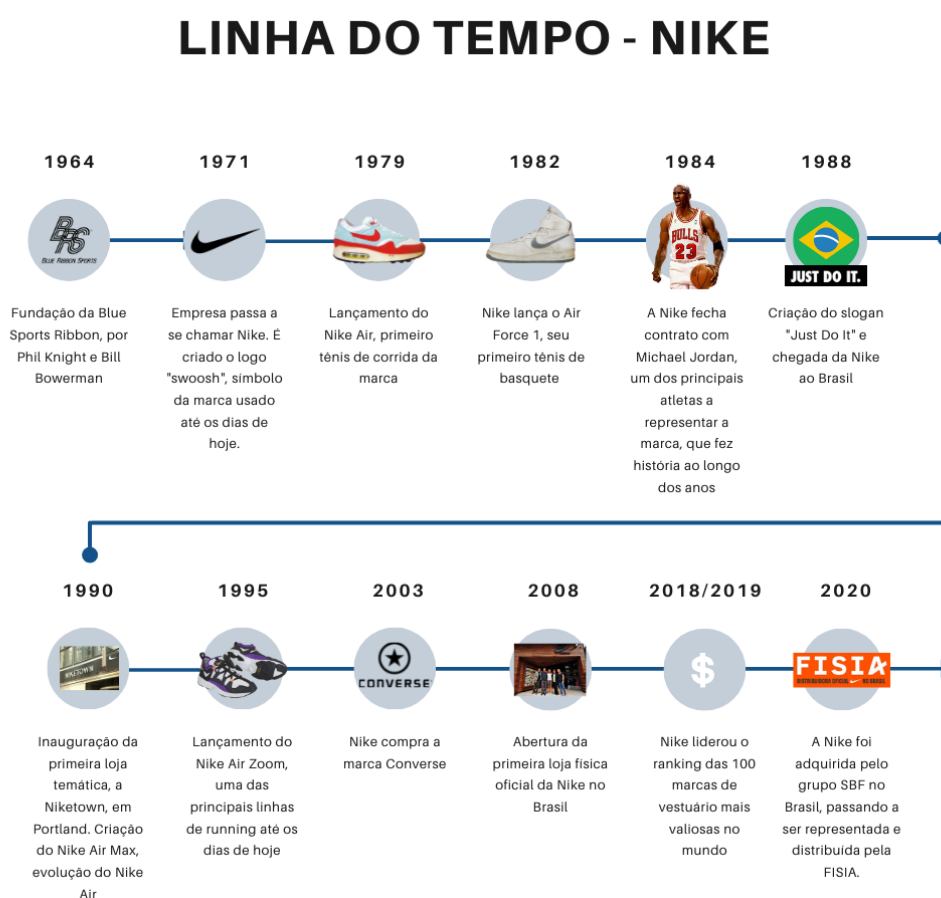 LINHA DO TEMPO - NIKE
1964
1971
1979
1982
1984
1988
BRS
BLUE RIBBON SPORTS
BULLS
23
JUST DO IT.
Fundação da Blue
Sports Ribbon, por
Phil Knight e Bill
Bowerman
Empresa passa a
se chamar Nike. É
criado o logo
"swoosh", símbolo
da marca usado
até os dias de
hoje.
Lançamento do
Nike Air, primeiro
tênis de corrida da
marca
Nike lança o Air
Force 1, seu
primeiro tênis de
basquete
A Nike fecha
contrato com
Michael Jordan,
um dos principais
atletas a
representar a
marca, que fez
história ao longo
dos anos
Criação do slogan
"Just Do It" e
chegada da Nike
ao Brasil
1990
1995
2003
2008
2018/2019
2020
NIKETOWN
CONVERSE
$
FISIA
DISTRIBUIDORA OFICIAL NO BRASIL
Inauguração da
primeira loja
temática, a
Niketown, em
Portland. Criação
do Nike Air Max,
evolução do Nike
Air
Lançamento do
Nike Air Zoom,
uma das
principais linhas
de running até os
dias de hoje
Nike compra a
marca Converse
Abertura da
primeira loja física
oficial da Nike no
Brasil
Nike liderou o
ranking das 100
marcas de
vestuário mais
valiosas no
mundo
A Nike foi
adquirida pelo
grupo SBF no
Brasil, passando a
ser representada e
distribuída pela
FISIA.